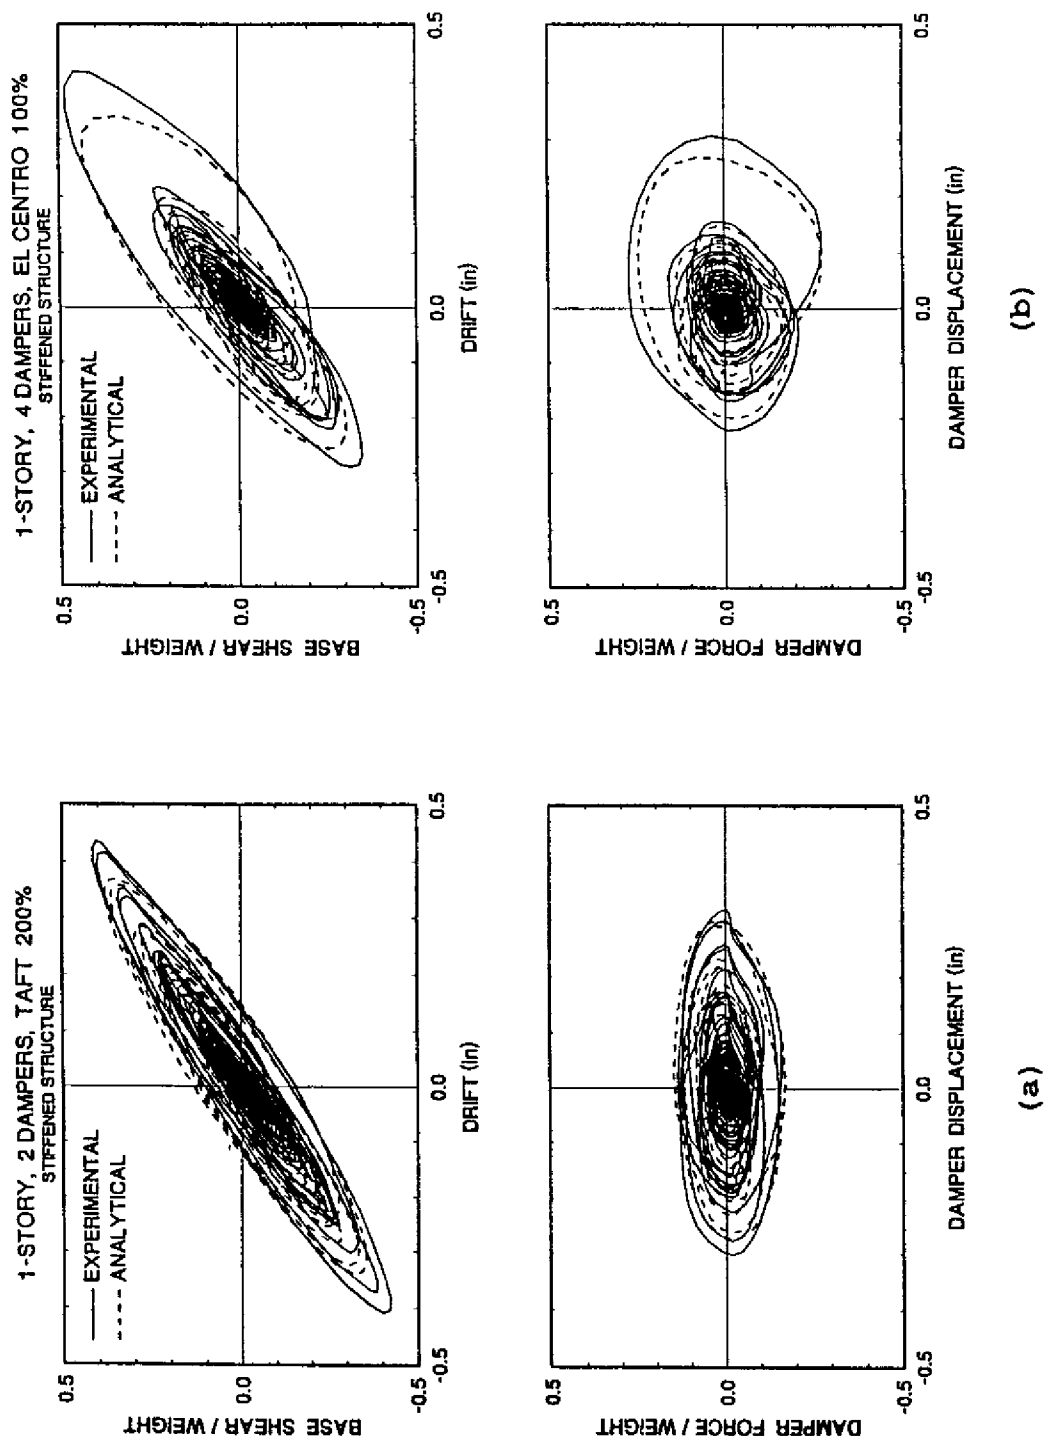 1-STORY, 2 DAMPERS, TAFT 200%
STIFFENED STRUCTURE
EXPERIMENTAL
ANALYTICAL
BASE SHEAR / WEIGHT
0.5
0.0
-0.5
-0.5
0.0
0.5
DRIFT (in)
DAMPER FORCE / WEIGHT
0.5
0.0
-0.5
-0.5
0.0
0.5
DAMPER DISPLACEMENT (in)
(a)
1-STORY, 4 DAMPERS, EL CENTRO 100%
STIFFENED STRUCTURE
EXPERIMENTAL
ANALYTICAL
BASE SHEAR / WEIGHT
0.5
0.0
-0.5
-0.5
0.0
0.5
DRIFT (in)
DAMPER FORCE / WEIGHT
0.5
0.0
-0.5
-0.5
0.0
0.5
DAMPER DISPLACEMENT (in)
(b)